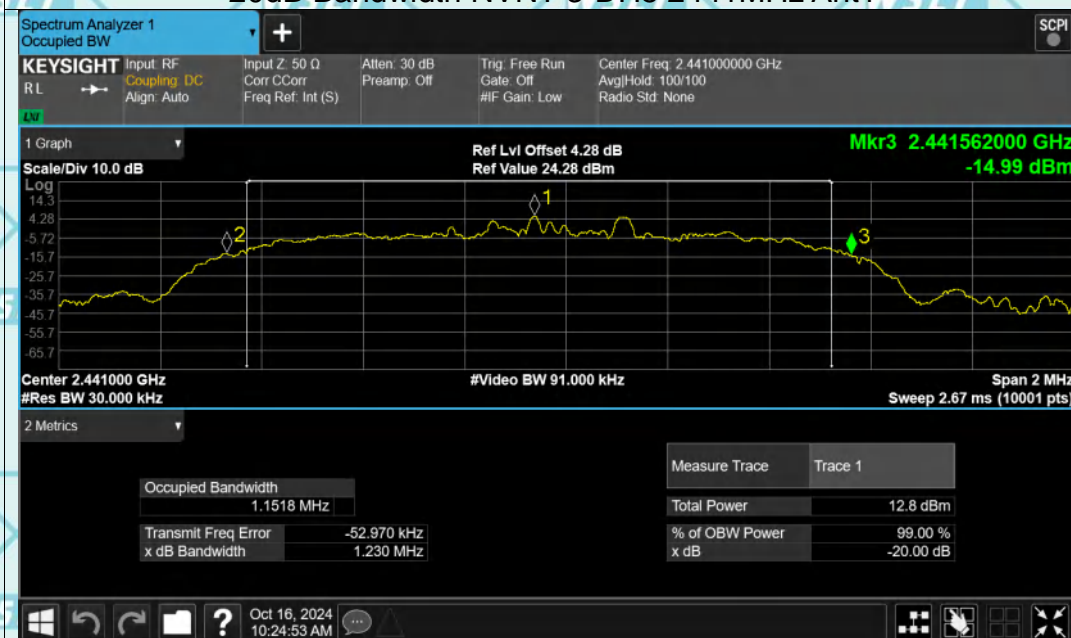 Spectrum Analyzer 1
Occupied BW
SCPI
KEYSIGHT
RL
LXI
Input: RF
Coupling: DC
Align: Auto
Input Z: 50 Ω
Corr CCorr
Freq Ref: Int (S)
Atten: 30 dB
Preamp: Off
Trig: Free Run
Gate: Off
#IF Gain: Low
Center Freq: 2.441000000 GHz
Avg|Hold: 100/100
Radio Std: None
1 Graph
Scale/Div 10.0 dB
Ref Lvl Offset 4.28 dB
Ref Value 24.28 dBm
Mkr3 2.441562000 GHz
-14.99 dBm
Log
14.3
4.28
-5.72
-15.7
-25.7
-35.7
-45.7
-55.7
-65.7
1
2
3
Center 2.441000 GHz
#Video BW 91.000 kHz
Span 2 MHz
#Res BW 30.000 kHz
Sweep 2.67 ms (10001 pts)
2 Metrics
Measure Trace Trace 1
Occupied Bandwidth
1.1518 MHz
Total Power 12.8 dBm
Transmit Freq Error -52.970 kHz
% of OBW Power 99.00 %
x dB Bandwidth 1.230 MHz
x dB -20.00 dB
Oct 16, 2024
10:24:53 AM